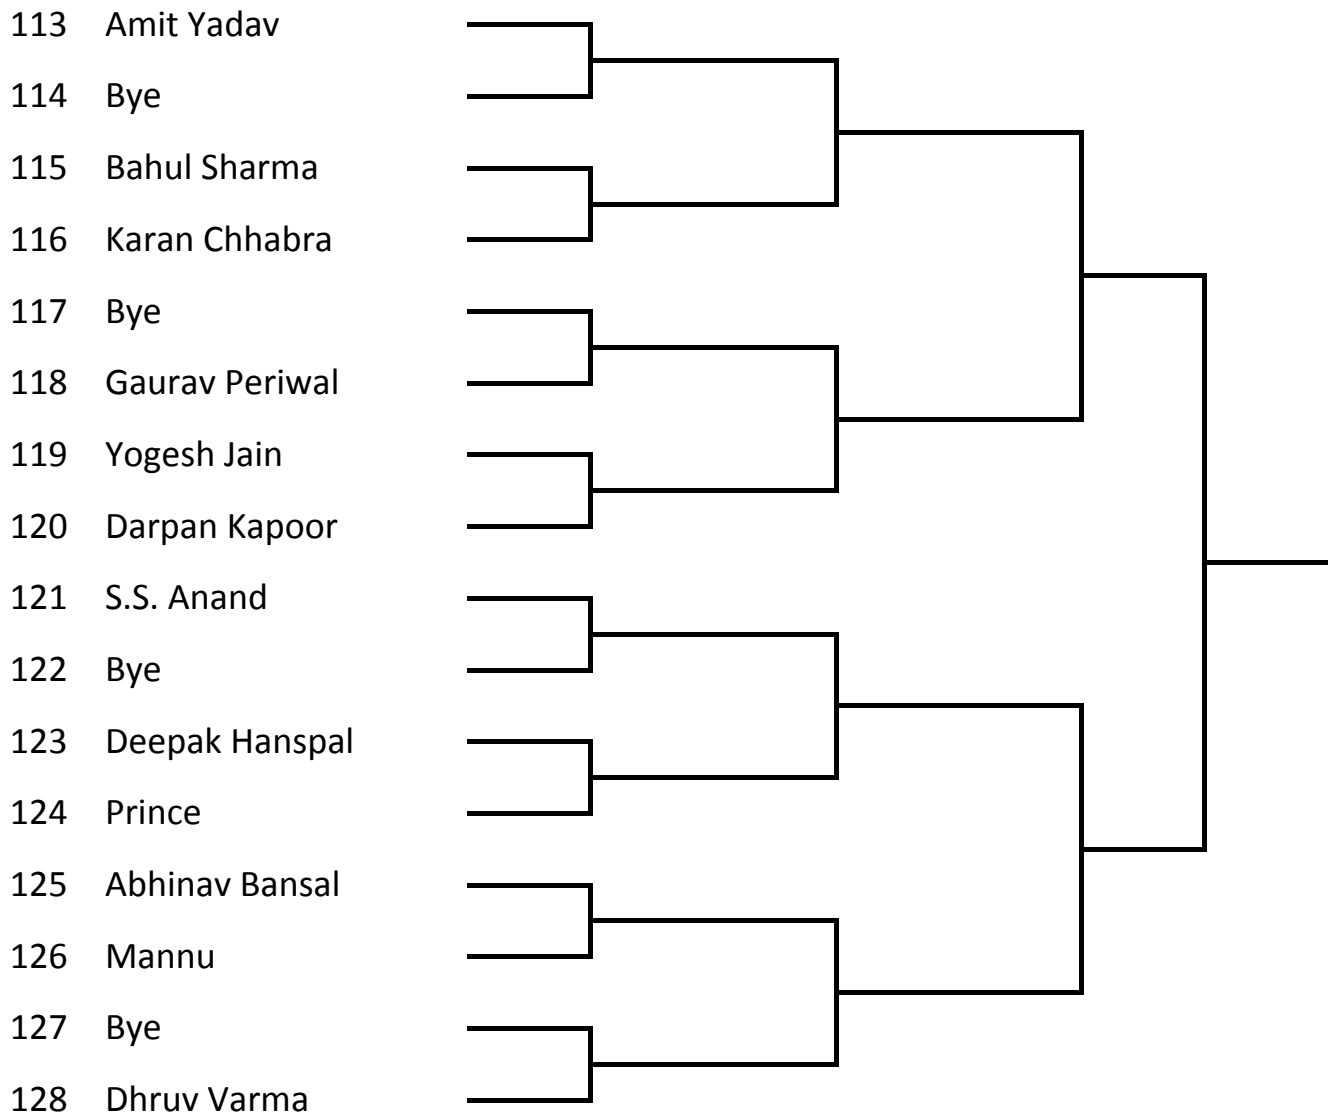 113 Amit Yadav
114 Bye
115 Bahul Sharma
116 Karan Chhabra
117 Bye
118 Gaurav Periwal
119 Yogesh Jain
120 Darpan Kapoor
121 S.S. Anand
122 Bye
123 Deepak Hanspal
124 Prince
125 Abhinav Bansal
126 Mannu
127 Bye
128 Dhruv Varma